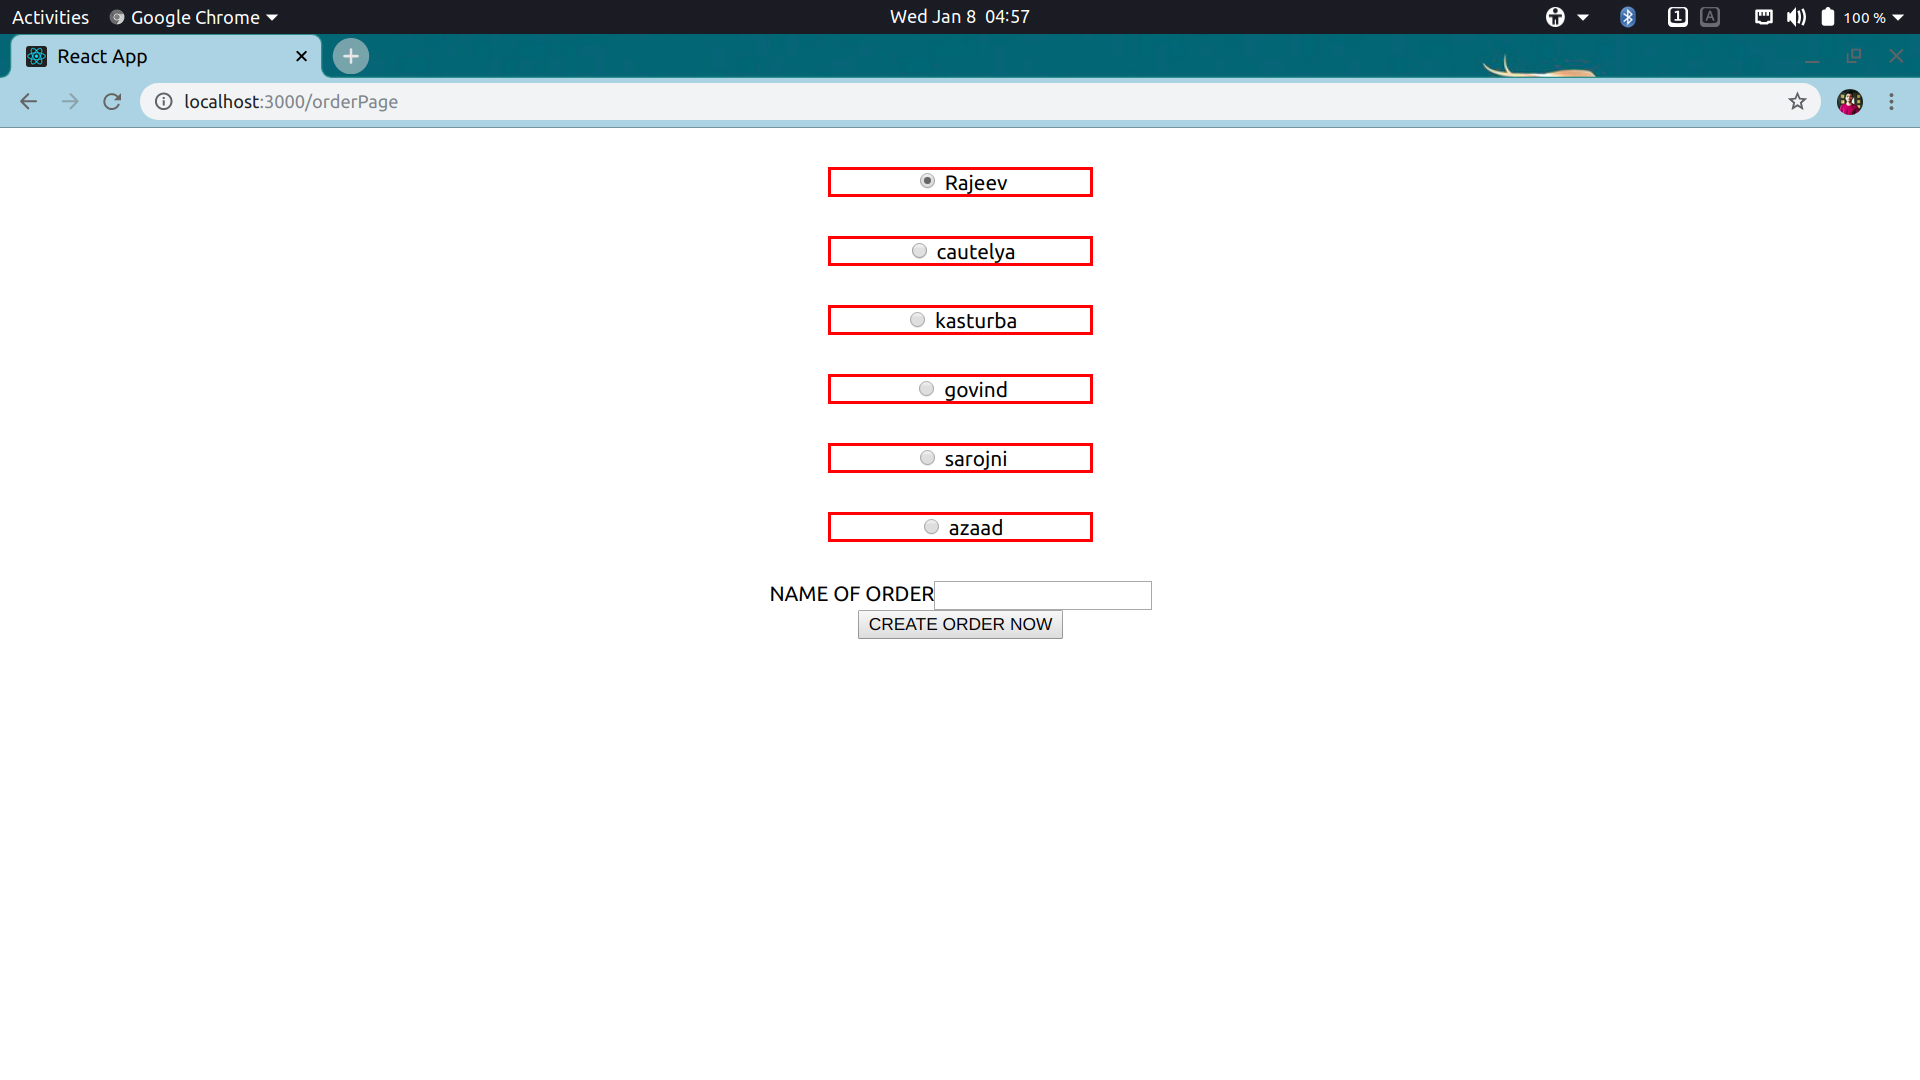 Activities Google Chrome Wed Jan 8 04:57 1 A 100 %
React App
localhost:3000/orderPage
Rajeev
cautelya
kasturba
govind
sarojni
azaad
NAME OF ORDER
CREATE ORDER NOW